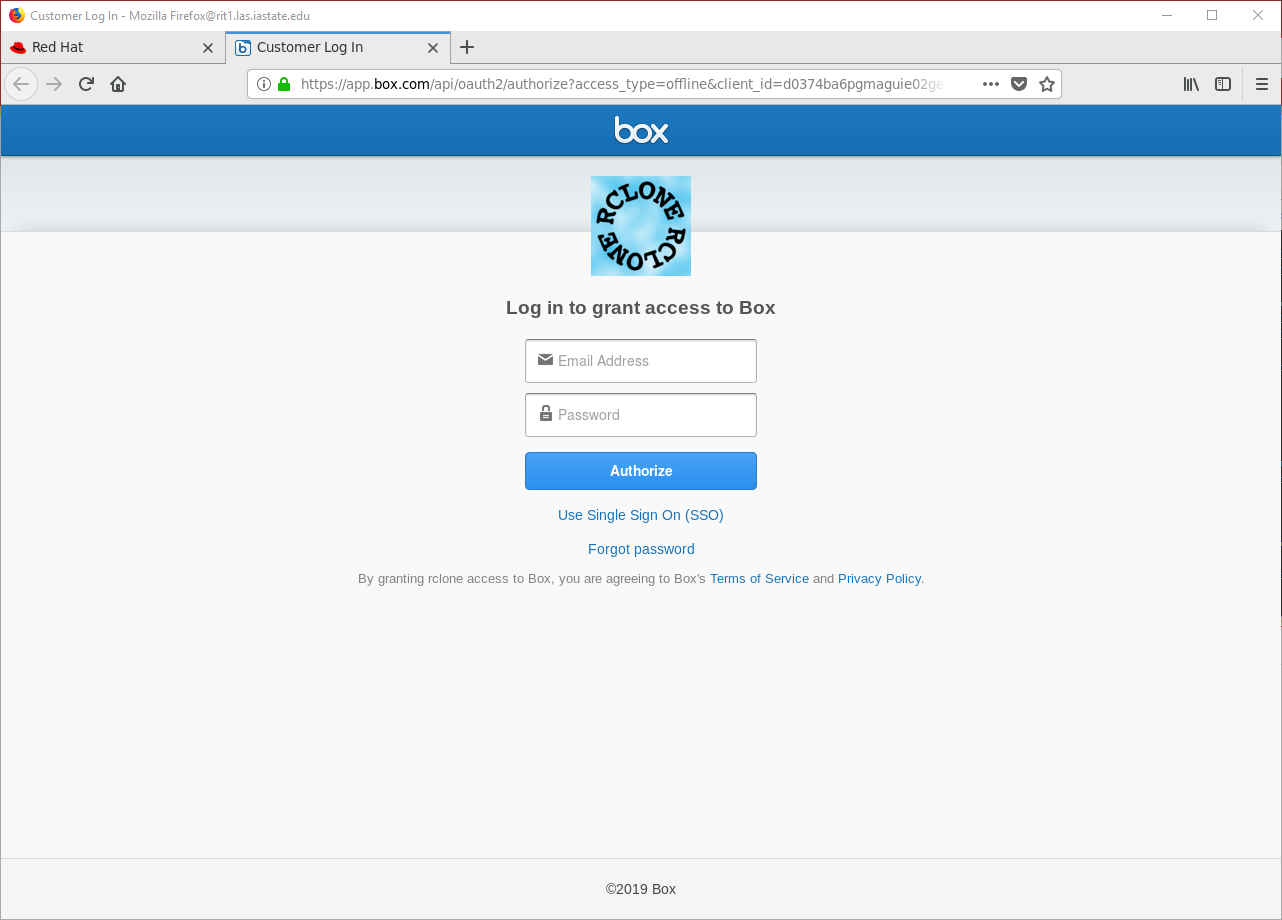 Customer Log In - Mozilla Firefox@rit1.las.iastate.edu
Red Hat
Customer Log In
https://app.box.com/api/oauth2/authorize?access_type=offline&client_id=d0374ba6pgmaguie02ge
box
RCLONE RCLONE
Log in to grant access to Box
Email Address
Password
Authorize
Use Single Sign On (SSO)
Forgot password
By granting rclone access to Box, you are agreeing to Box's Terms of Service and Privacy Policy.
©2019 Box